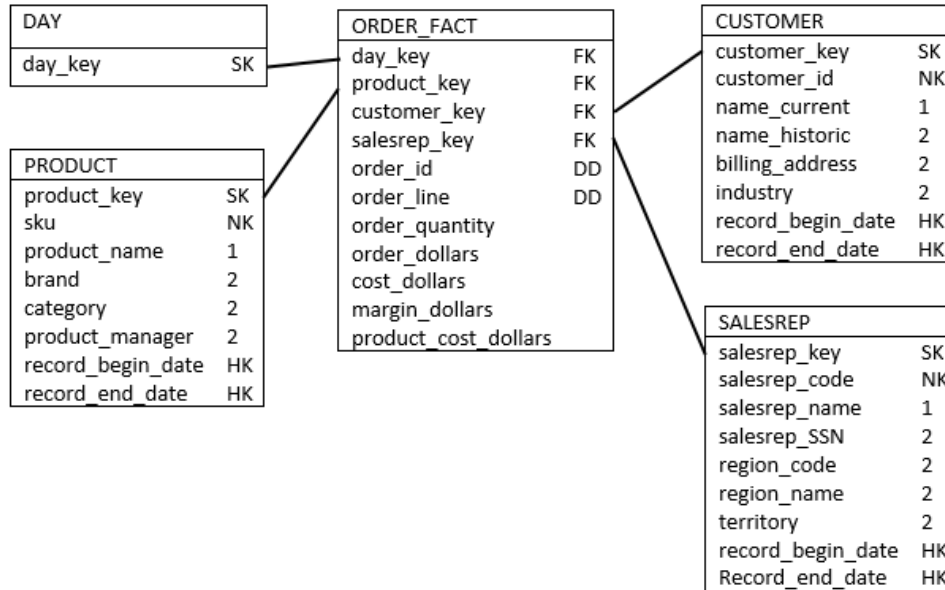 DAY
day_key SK
PRODUCT
product_key SK
sku NK
product_name 1
brand 2
category 2
product_manager 2
record_begin_date HK
record_end_date HK
ORDER_FACT
day_key FK
product_key FK
customer_key FK
salesrep_key FK
order_id DD
order_line DD
order_quantity
order_dollars
cost_dollars
margin_dollars
product_cost_dollars
CUSTOMER
customer_key SK
customer_id NK
name_current 1
name_historic 2
billing_address 2
industry 2
record_begin_date HK
record_end_date HK
SALESREP
salesrep_key SK
salesrep_code NK
salesrep_name 1
salesrep_SSN 2
region_code 2
region_name 2
territory 2
record_begin_date HK
Record_end_date HK